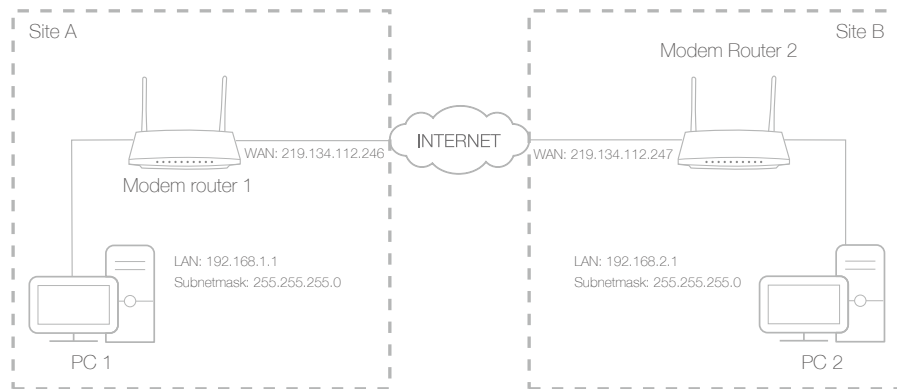 Site A
Site B
Modem Router 2
INTERNET
WAN: 219.134.112.246
WAN: 219.134.112.247
Modem router 1
LAN: 192.168.1.1
Subnetmask: 255.255.255.0
LAN: 192.168.2.1
Subnetmask: 255.255.255.0
PC 1
PC 2